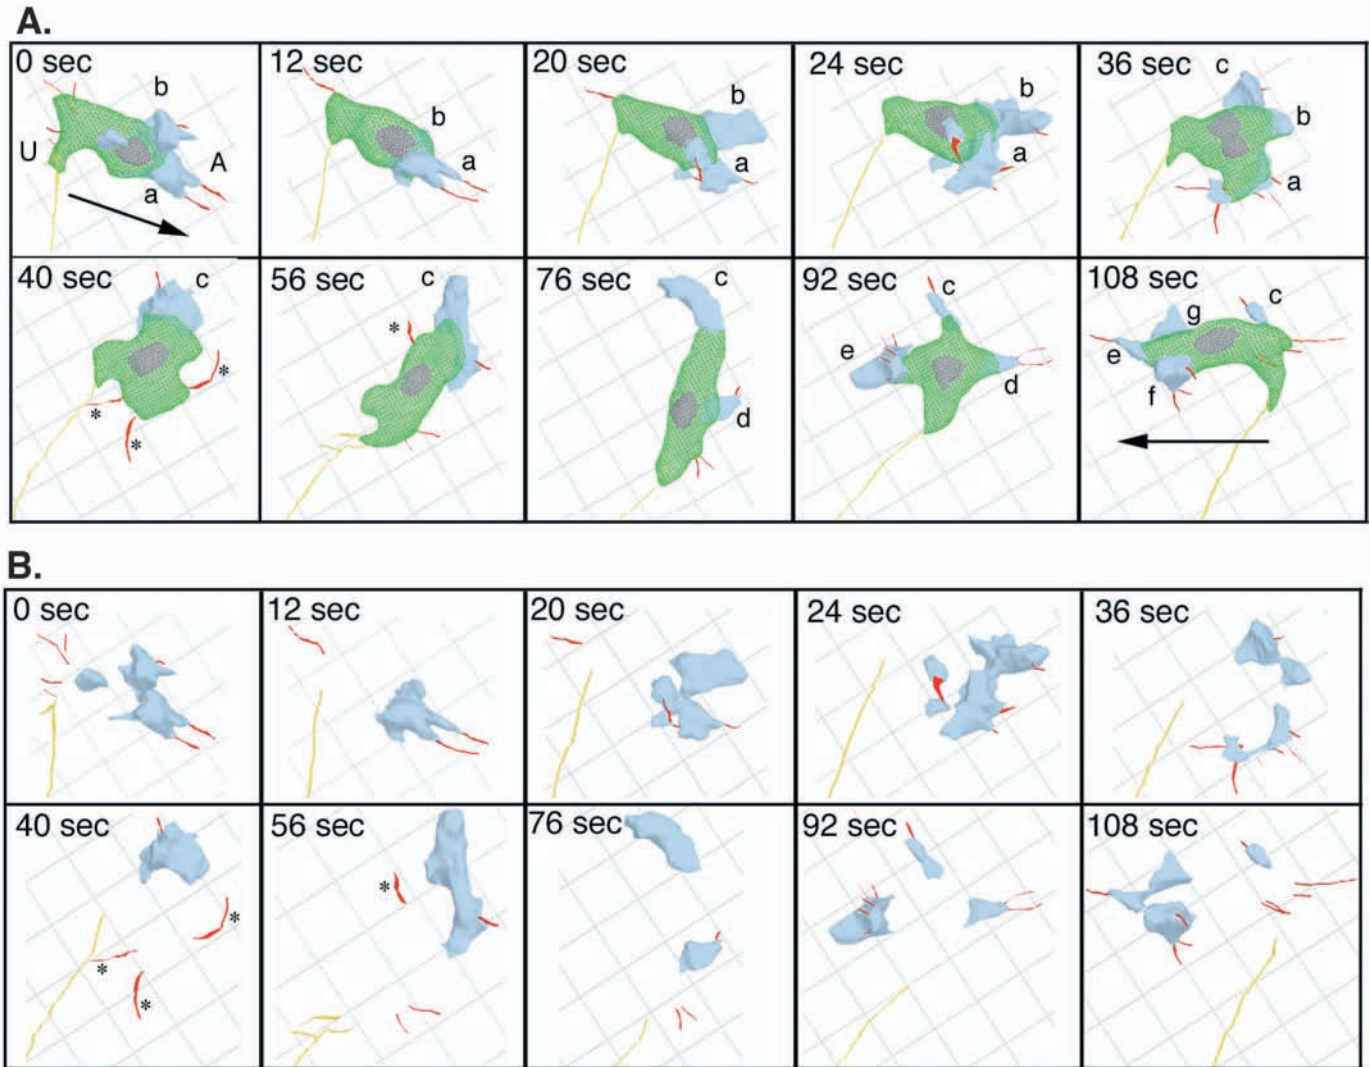 A.
0 sec 12 sec 20 sec 24 sec 36 sec
b b b b c
U A a a a a b a
40 sec 56 sec 76 sec 92 sec 108 sec
c c c c g c
* * * * e d d e f
B.
0 sec 12 sec 20 sec 24 sec 36 sec
40 sec 56 sec 76 sec 92 sec 108 sec
* * * *